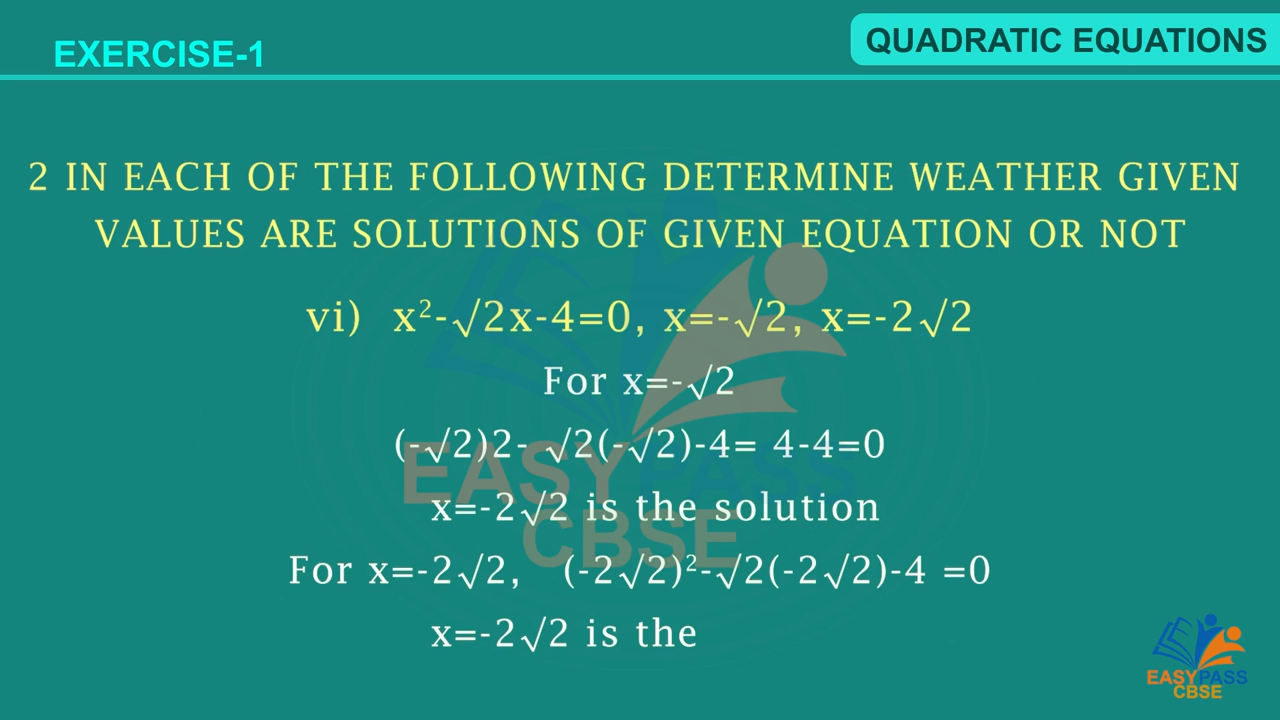 EXERCISE-1
QUADRATIC EQUATIONS
2 IN EACH OF THE FOLLOWING DETERMINE WEATHER GIVEN
VALUES ARE SOLUTIONS OF GIVEN EQUATION OR NOT
vi) x²-√2x-4=0, x=-√2, x=-2√2
For x=-√2
(-√2)2- √2(-√2)-4= 4-4=0
x=-2√2 is the solution
For x=-2√2, (-2√2)²-√2(-2√2)-4 =0
x=-2√2 is the
EASYPASS
CBSE
EASYPASS
CBSE